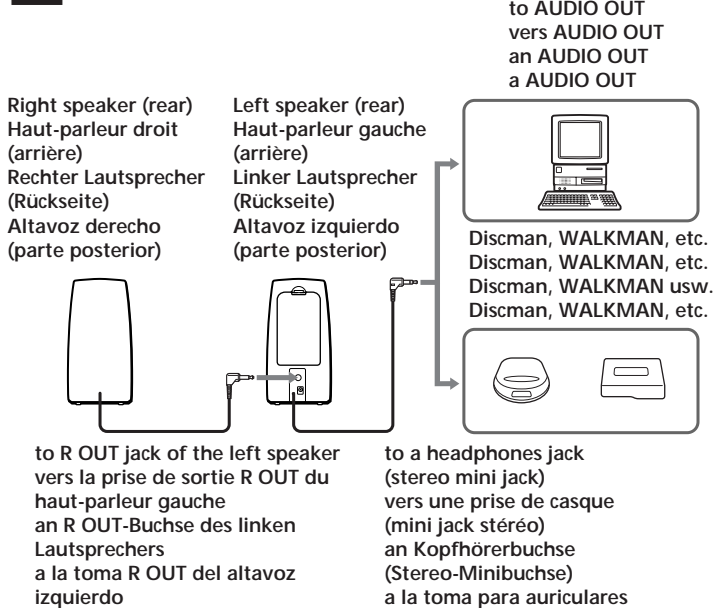 to AUDIO OUT
vers AUDIO OUT
an AUDIO OUT
a AUDIO OUT
Right speaker (rear)
Haut-parleur droit
(arrière)
Rechter Lautsprecher
(Rückseite)
Altavoz derecho
(parte posterior)
Left speaker (rear)
Haut-parleur gauche
(arrière)
Linker Lautsprecher
(Rückseite)
Altavoz izquierdo
(parte posterior)
Discman, WALKMAN, etc.
Discman, WALKMAN, etc.
Discman, WALKMAN usw.
Discman, WALKMAN, etc.
to R OUT jack of the left speaker
vers la prise de sortie R OUT du
haut-parleur gauche
an R OUT-Buchse des linken
Lautsprechers
a la toma R OUT del altavoz
izquierdo
to a headphones jack
(stereo mini jack)
vers une prise de casque
(mini jack stéréo)
an Kopfhörerbuchse
(Stereo-Minibuchse)
a la toma para auriculares